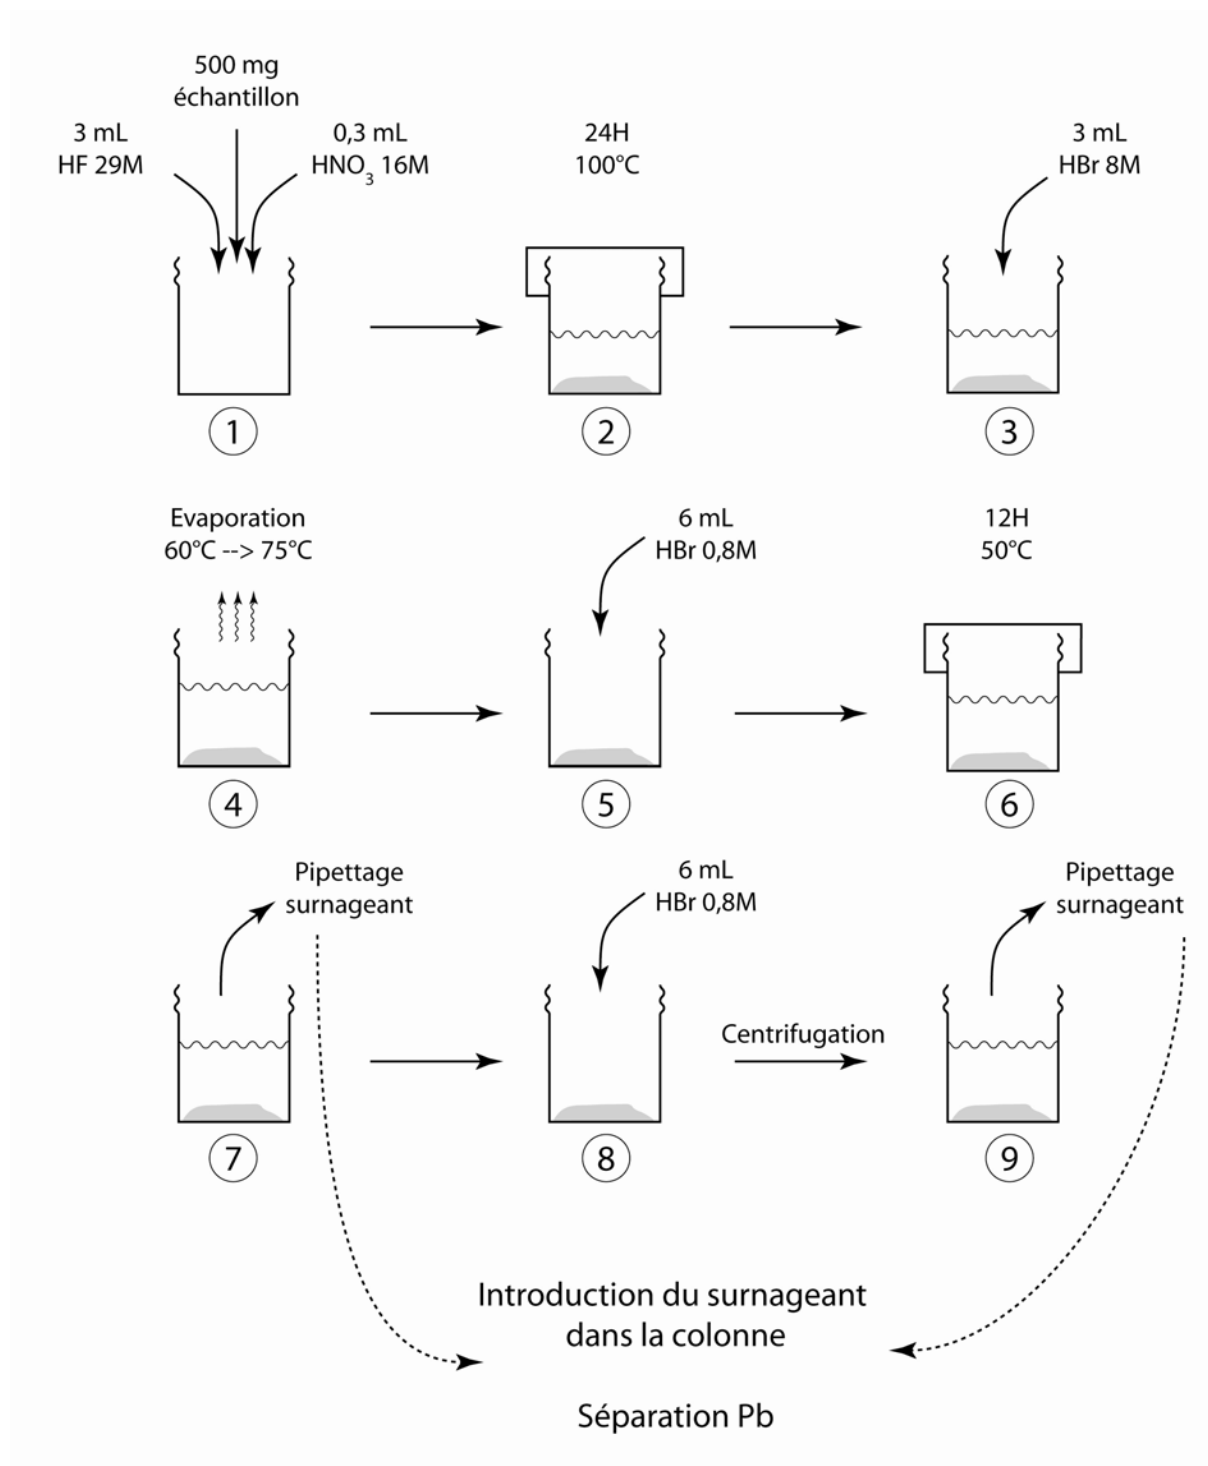 500 mg
échantillon
3 mL
HF 29M
0,3 mL
HNO3 16M
24H
100°C
3 mL
HBr 8M
1
2
3
Evaporation
60°C --> 75°C
6 mL
HBr 0,8M
12H
50°C
4
5
6
Pipettage
surnageant
6 mL
HBr 0,8M
Pipettage
surnageant
Centrifugation
7
8
9
Introduction du surnageant
dans la colonne
Séparation Pb